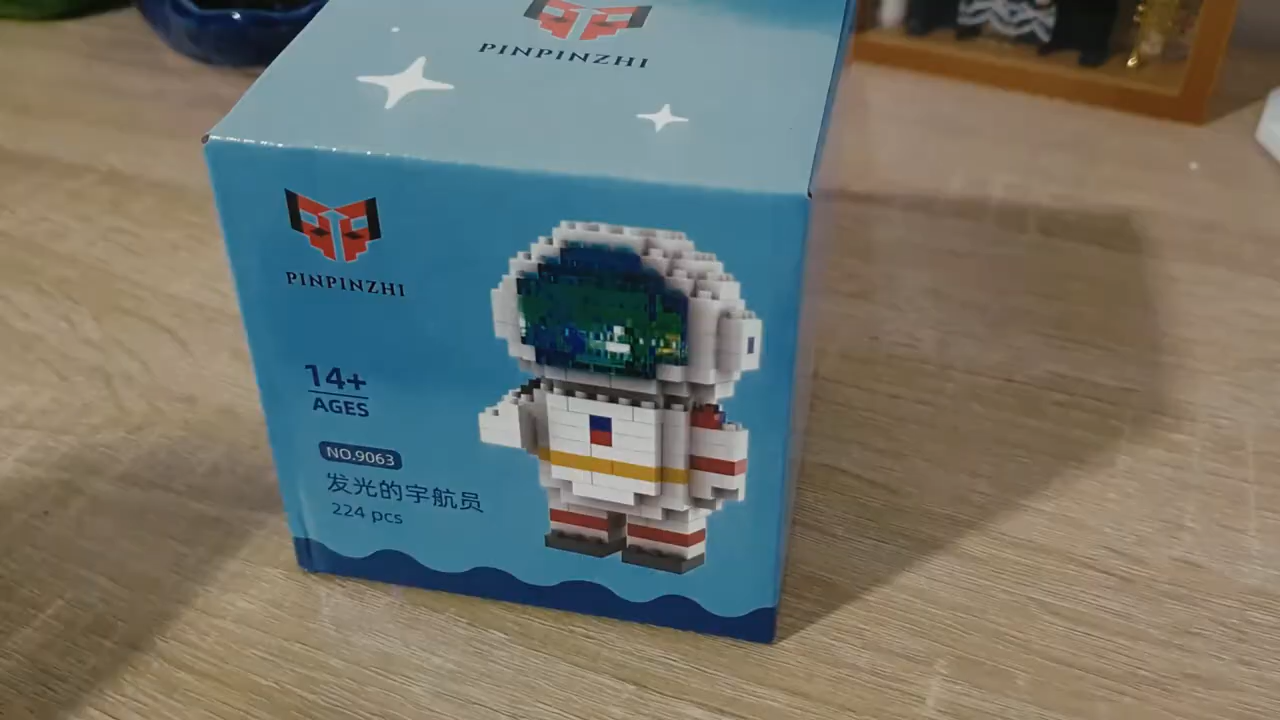 PINPINZHI
PINPINZHI
14+
AGES
NO.9063
发光的宇航员
224 pcs